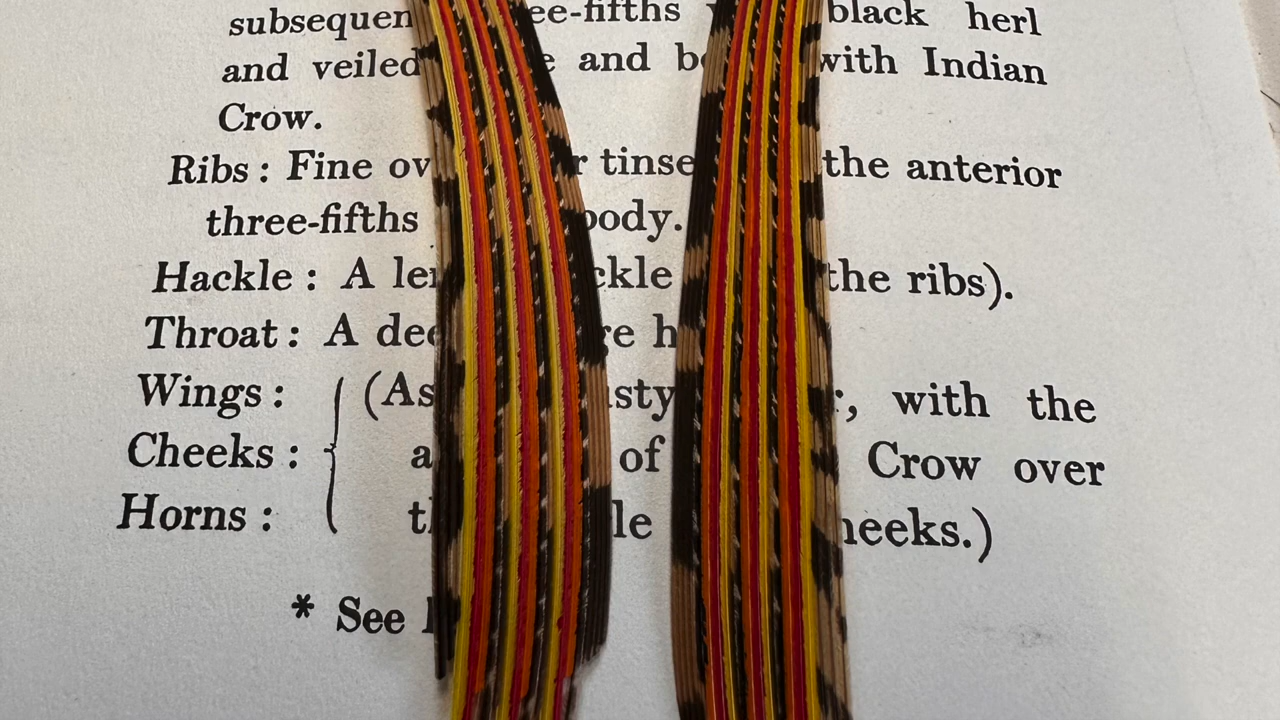 subsequen ee-fifths black herl
and veiled e and b with Indian
Crow.
Ribs : Fine ov r tinse the anterior
three-fifths body.
Hackle : A le ckle the ribs).
Throat : A dee re h
Wings : (As sty , with the
Cheeks : a of Crow over
Horns : t le heeks.)
* See